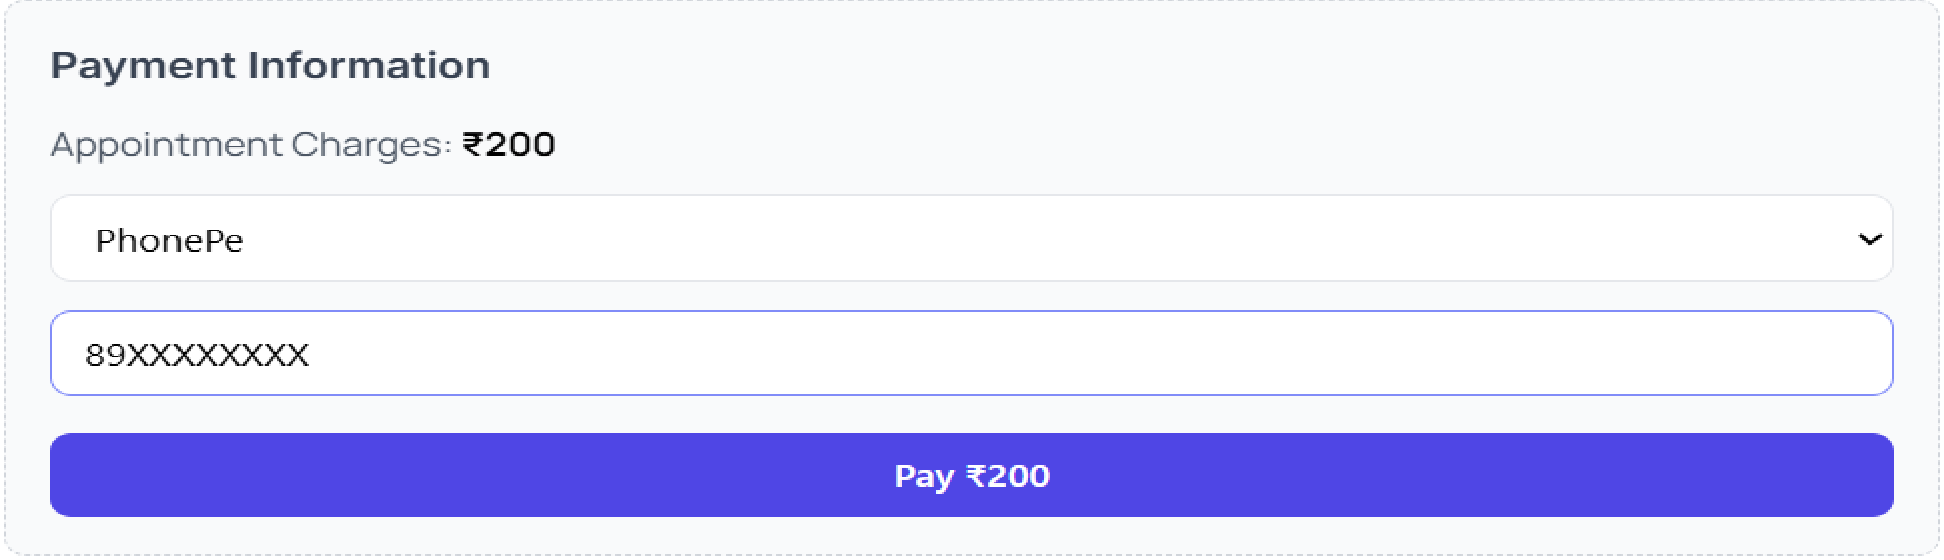 Payment Information
Appointment Charges: ₹200
PhonePe
89XXXXXXXX
Pay ₹200